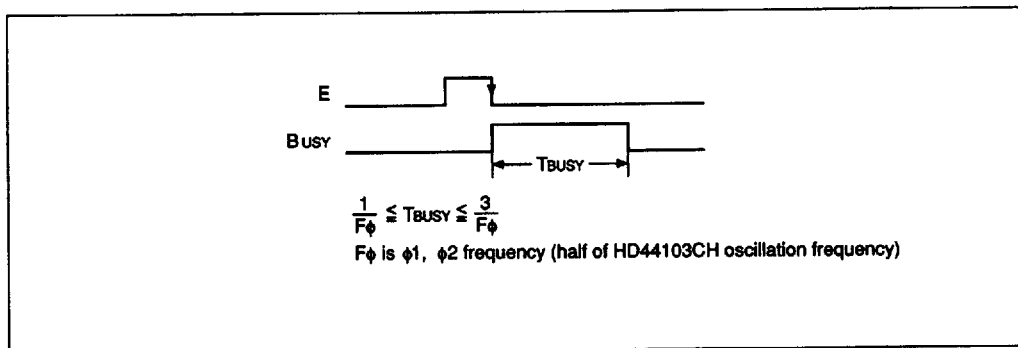 E
BUSY
TBUSY
1/Fϕ ≦ TBUSY ≦ 3/Fϕ
Fϕ is ϕ1, ϕ2 frequency (half of HD44103CH oscillation frequency)